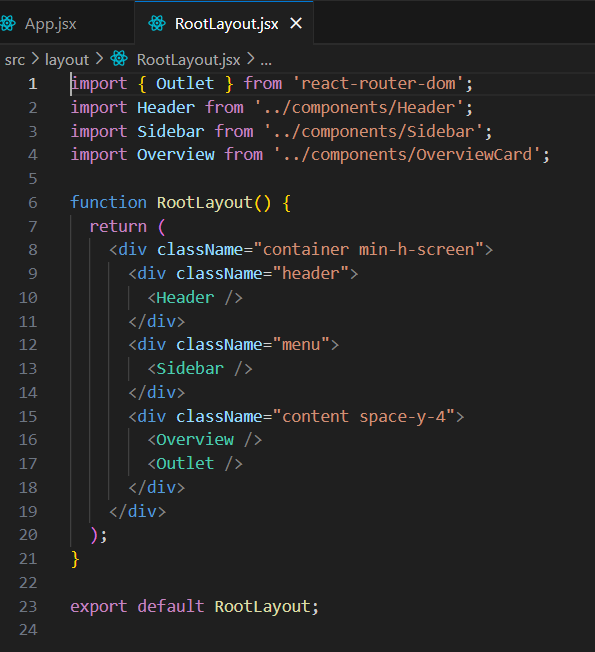 App.jsx RootLayout.jsx ×
src > layout > RootLayout.jsx > ...
1 import { Outlet } from 'react-router-dom';
2 import Header from '../components/Header';
3 import Sidebar from '../components/Sidebar';
4 import Overview from '../components/OverviewCard';
5
6 function RootLayout() {
7   return (
8     <div className="container min-h-screen">
9       <div className="header">
10         <Header />
11       </div>
12       <div className="menu">
13         <Sidebar />
14       </div>
15       <div className="content space-y-4">
16         <Overview />
17         <Outlet />
18       </div>
19     </div>
20   );
21 }
22
23 export default RootLayout;
24